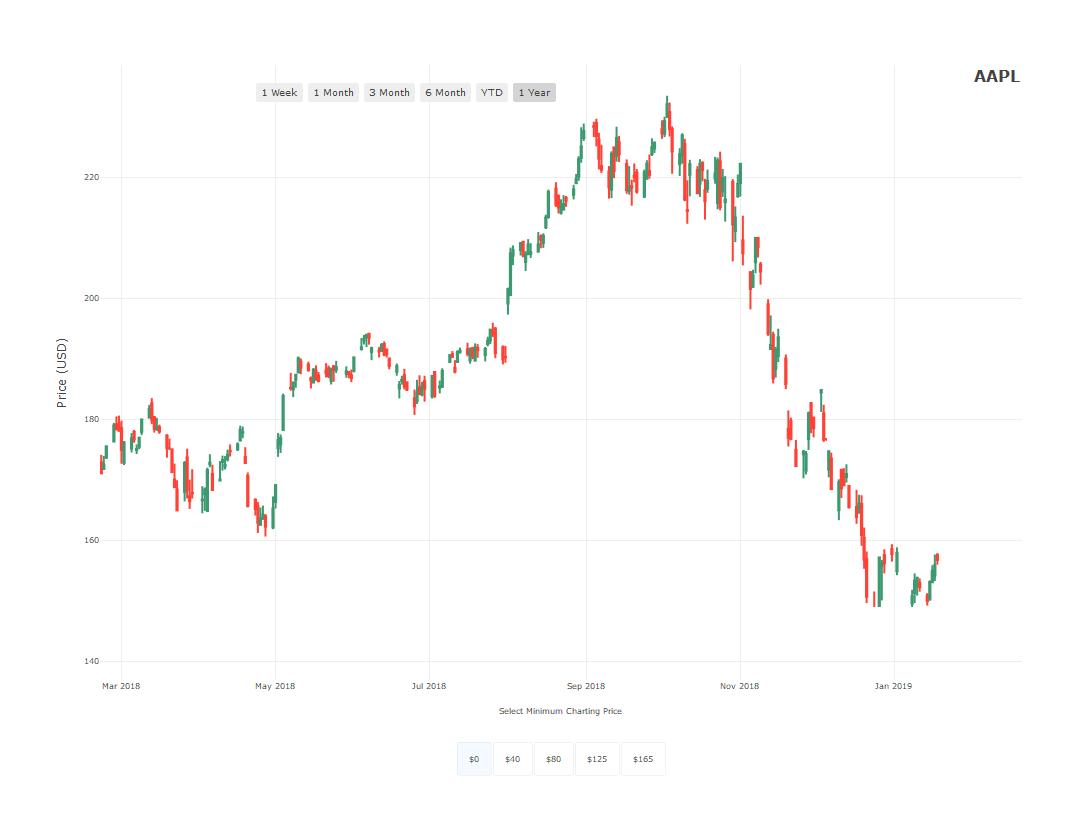 AAPL
1 Week 1 Month 3 Month 6 Month YTD 1 Year
220
200
180
160
140
Price (USD)
Mar 2018 May 2018 Jul 2018 Sep 2018 Nov 2018 Jan 2019
Select Minimum Charting Price
$0 $40 $80 $125 $165